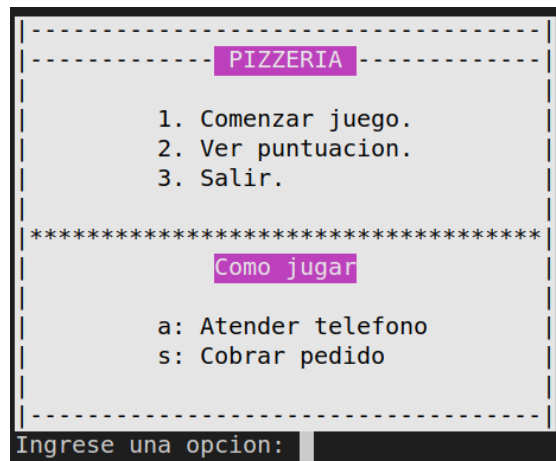 |------------------------------------|
|------------- PIZZERIA -------------|
1. Comenzar juego.
2. Ver puntuacion.
3. Salir.
|************************************|
Como jugar
a: Atender telefono
s: Cobrar pedido
|------------------------------------|
Ingrese una opcion: